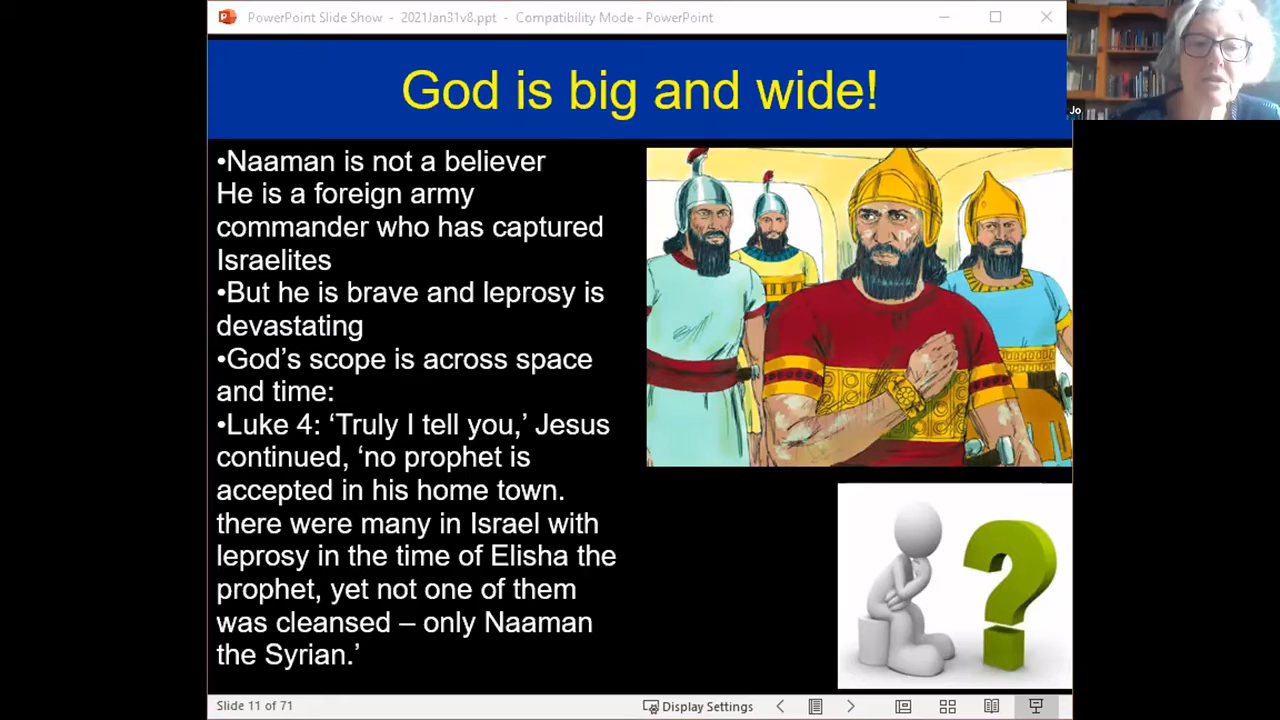 PowerPoint Slide Show - 2021Jan31v8.ppt - Compatibility Mode - PowerPoint
Jo
God is big and wide!
•Naaman is not a believer
He is a foreign army
commander who has captured
Israelites
•But he is brave and leprosy is
devastating
•God’s scope is across space
and time:
•Luke 4: ‘Truly I tell you,’ Jesus
continued, ‘no prophet is
accepted in his home town.
there were many in Israel with
leprosy in the time of Elisha the
prophet, yet not one of them
was cleansed – only Naaman
the Syrian.’
?
Slide 11 of 71
Display Settings